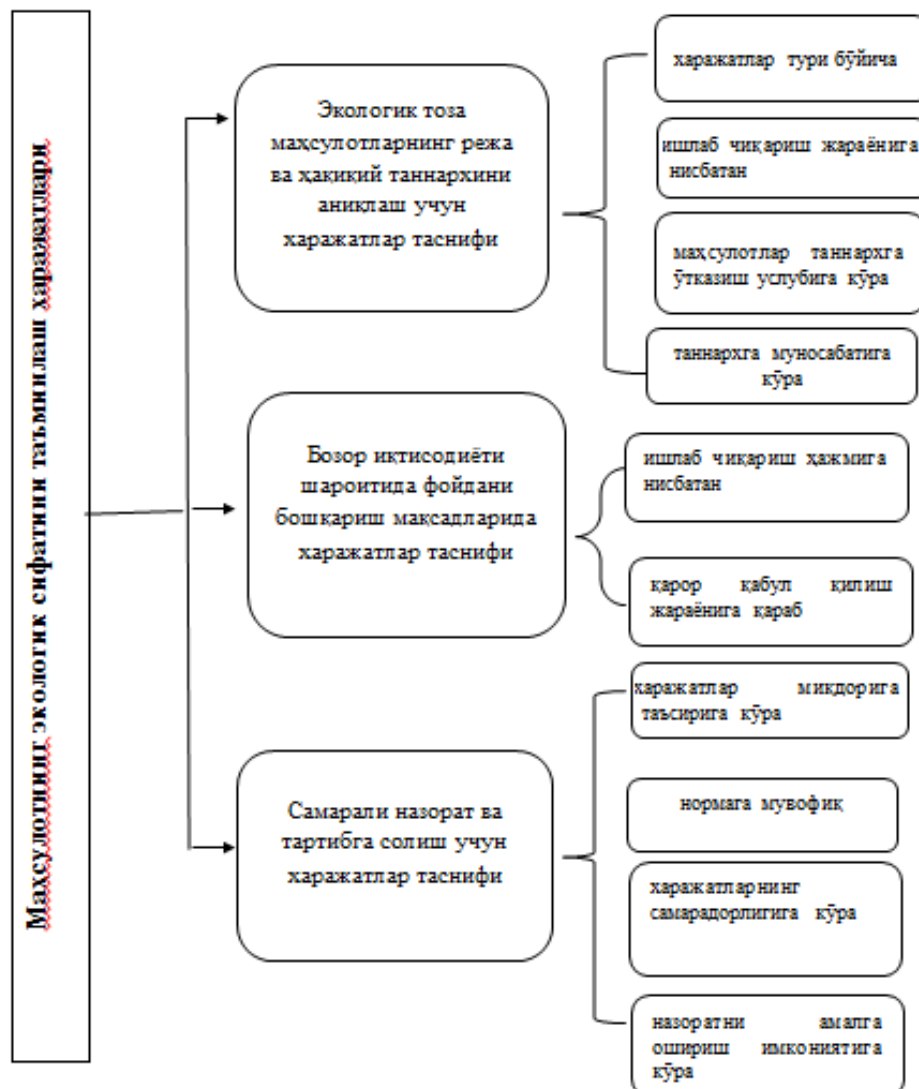 Маҳсулотнинг экологик сифатини таъминлаш харажатлари
Экологик тоза
маҳсулотларнинг режа
ва ҳақиқий таннархини
аниқлаш учун
харажатлар таснифи
харажатлар тури бўйича
ишлаб чиқариш жараёнига
нисбатан
маҳсулотлар таннархга
ўтказиш услубига кўра
таннархга муносабатига
кўра
Бозор иқтисодиёти
шароитида фойдани
бошқариш мақсадларида
харажатлар таснифи
ишлаб чиқариш ҳажмига
нисбатан
қарор қабул қилиш
жараёнига қараб
Самарали назорат ва
тартибга солиш учун
харажатлар таснифи
харажатлар миқдорига
таъсирига кўра
нормага мувофиқ
харажатларнинг
самарадорлигига кўра
назоратни амалга
ошириш имкониятига
кўра